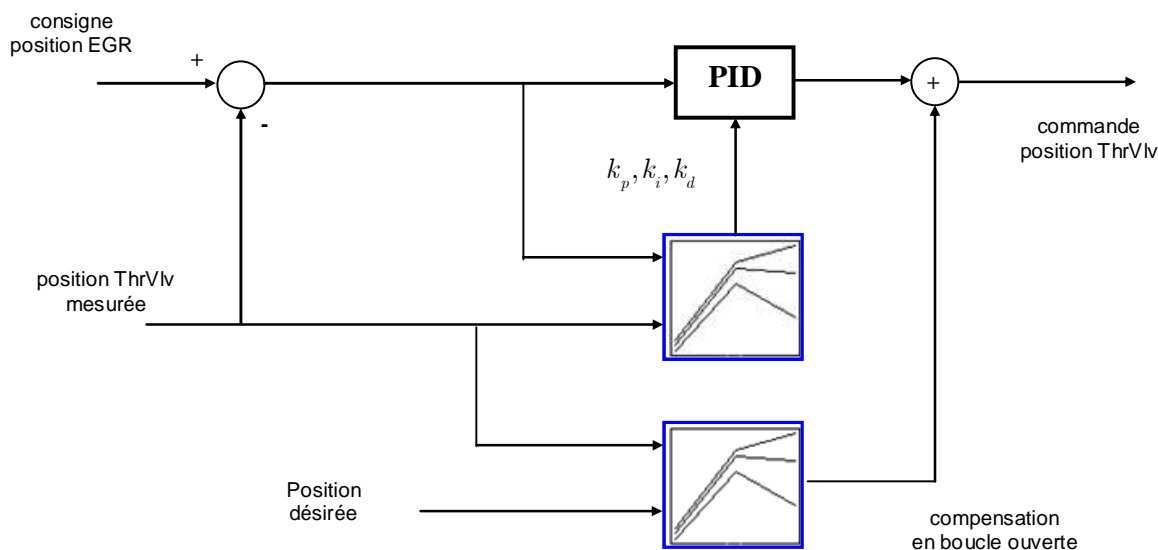 consigne
position EGR
+
-
PID
+
commande
position ThrVlv
k_p, k_i, k_d
position ThrVlv
mesurée
Position
désirée
compensation
en boucle ouverte